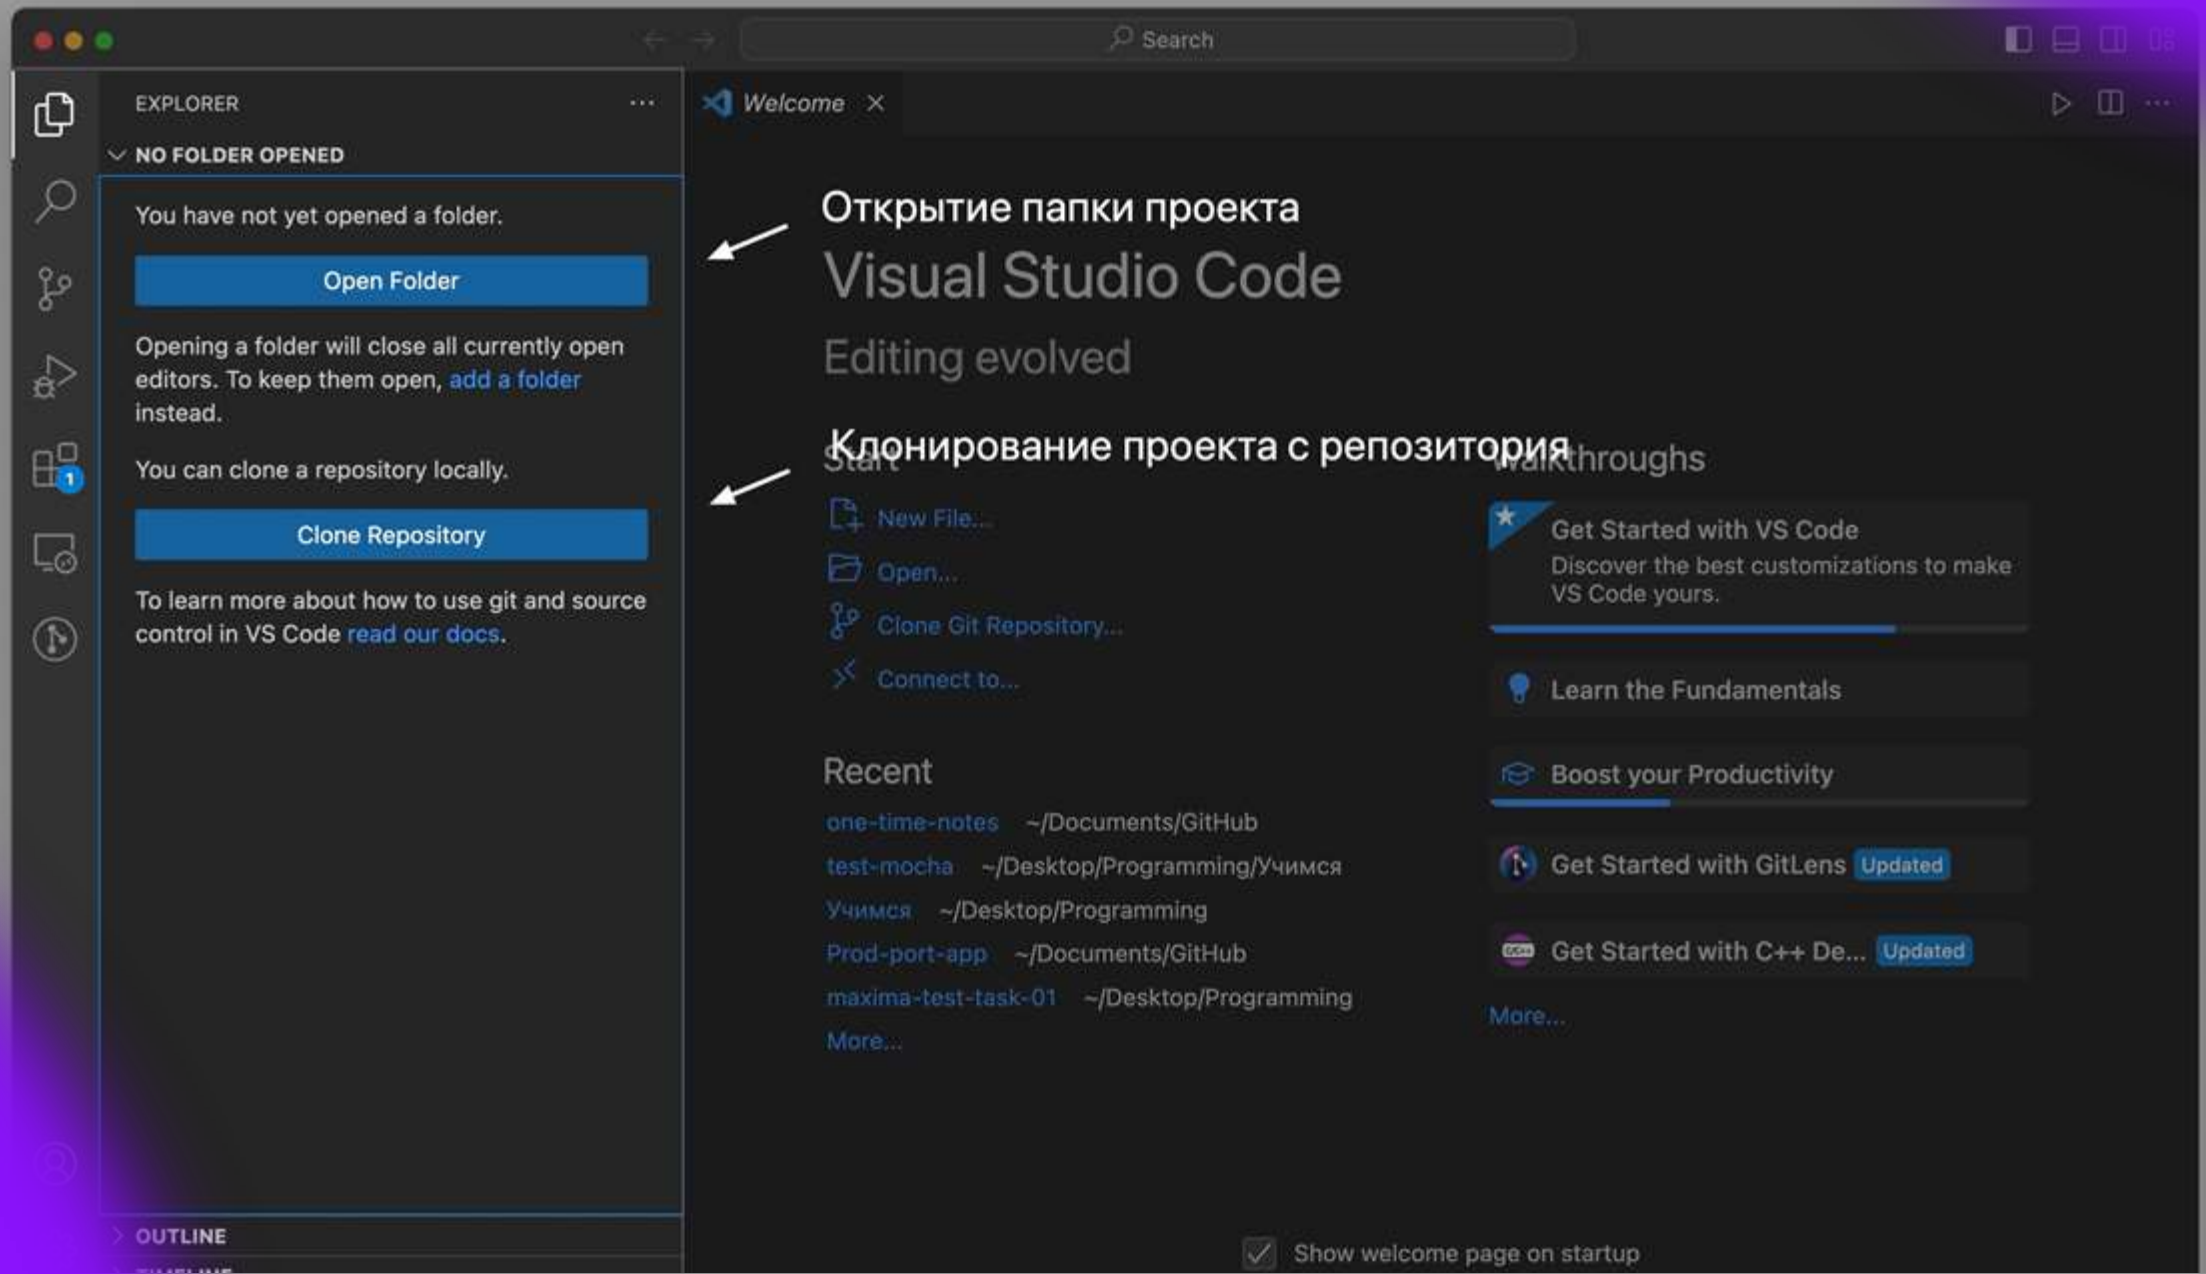 Search
EXPLORER
NO FOLDER OPENED
You have not yet opened a folder.
Open Folder
Opening a folder will close all currently open
editors. To keep them open, add a folder
instead.
You can clone a repository locally.
Clone Repository
To learn more about how to use git and source
control in VS Code read our docs.
1
OUTLINE
TIMELINE
Welcome
Открытие папки проекта
Visual Studio Code
Editing evolved
Клонирование проекта с репозитория
Start
New File...
Open...
Clone Git Repository...
Connect to...
Recent
one-time-notes ~/Documents/GitHub
test-mocha ~/Desktop/Programming/Учимся
Учимся ~/Desktop/Programming
Prod-port-app ~/Documents/GitHub
maxima-test-task-01 ~/Desktop/Programming
More...
Walkthroughs
Get Started with VS Code
Discover the best customizations to make
VS Code yours.
Learn the Fundamentals
Boost your Productivity
Get Started with GitLens Updated
Get Started with C++ De... Updated
More...
Show welcome page on startup